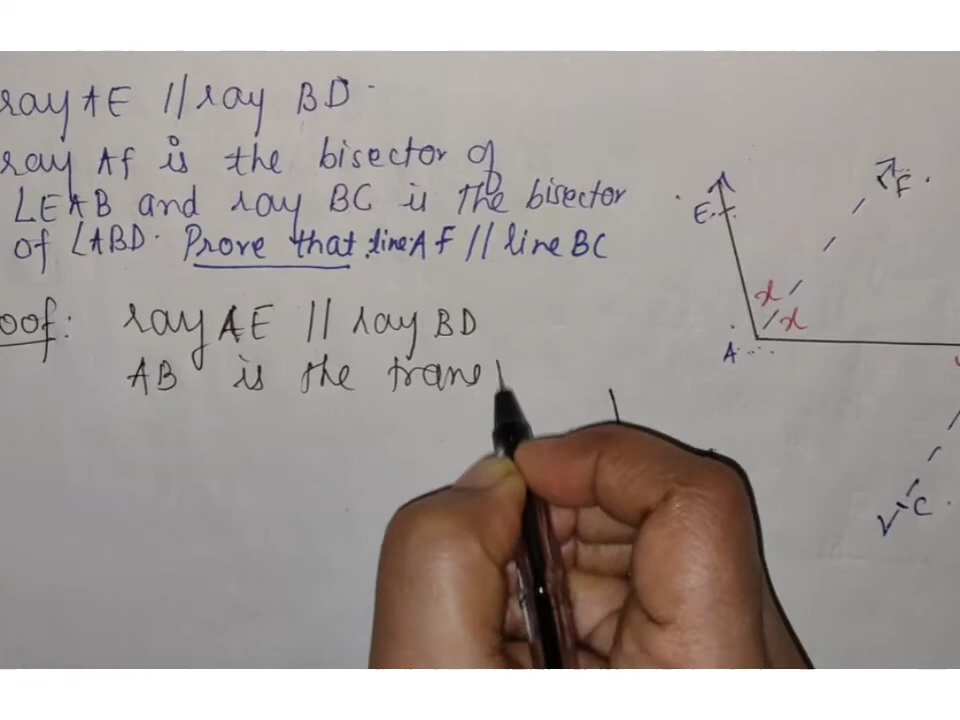 ray AE // ray BD.
ray AF is the bisector of
∠EAB and ray BC is the bisector
of ∠ABD. Prove that line AF // line BC
oof: ray AE // ray BD
AB is the trans
E
F
x
x
A
C